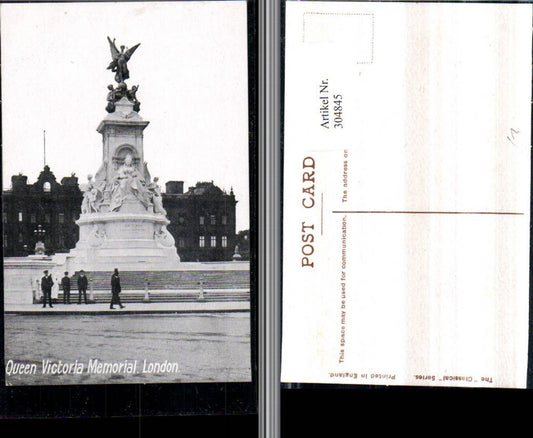 Queen Victoria Memorial, London.
Artikel Nr.
304845
POST CARD
The address on
This space may be used for communication.
Printed in England.
The "Classical" Series.